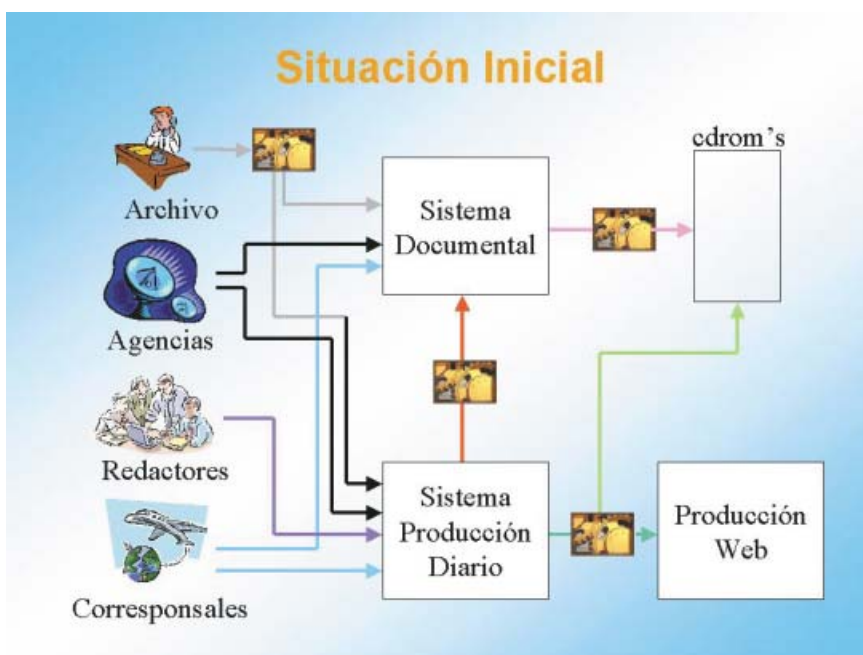 Situación Inicial
cdrom's
Archivo
Sistema
Documental
Agencias
Redactores
Sistema
Producción
Diario
Producción
Web
Corresponsales